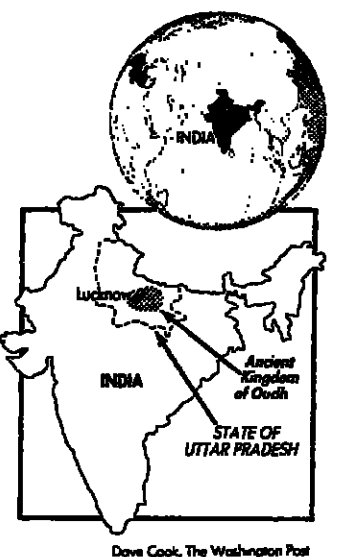 INDIA
Lucknow
Ancient
Kingdom
of Oudh
INDIA
STATE OF
UTTAR PRADESH
Dave Cook. The Washington Post